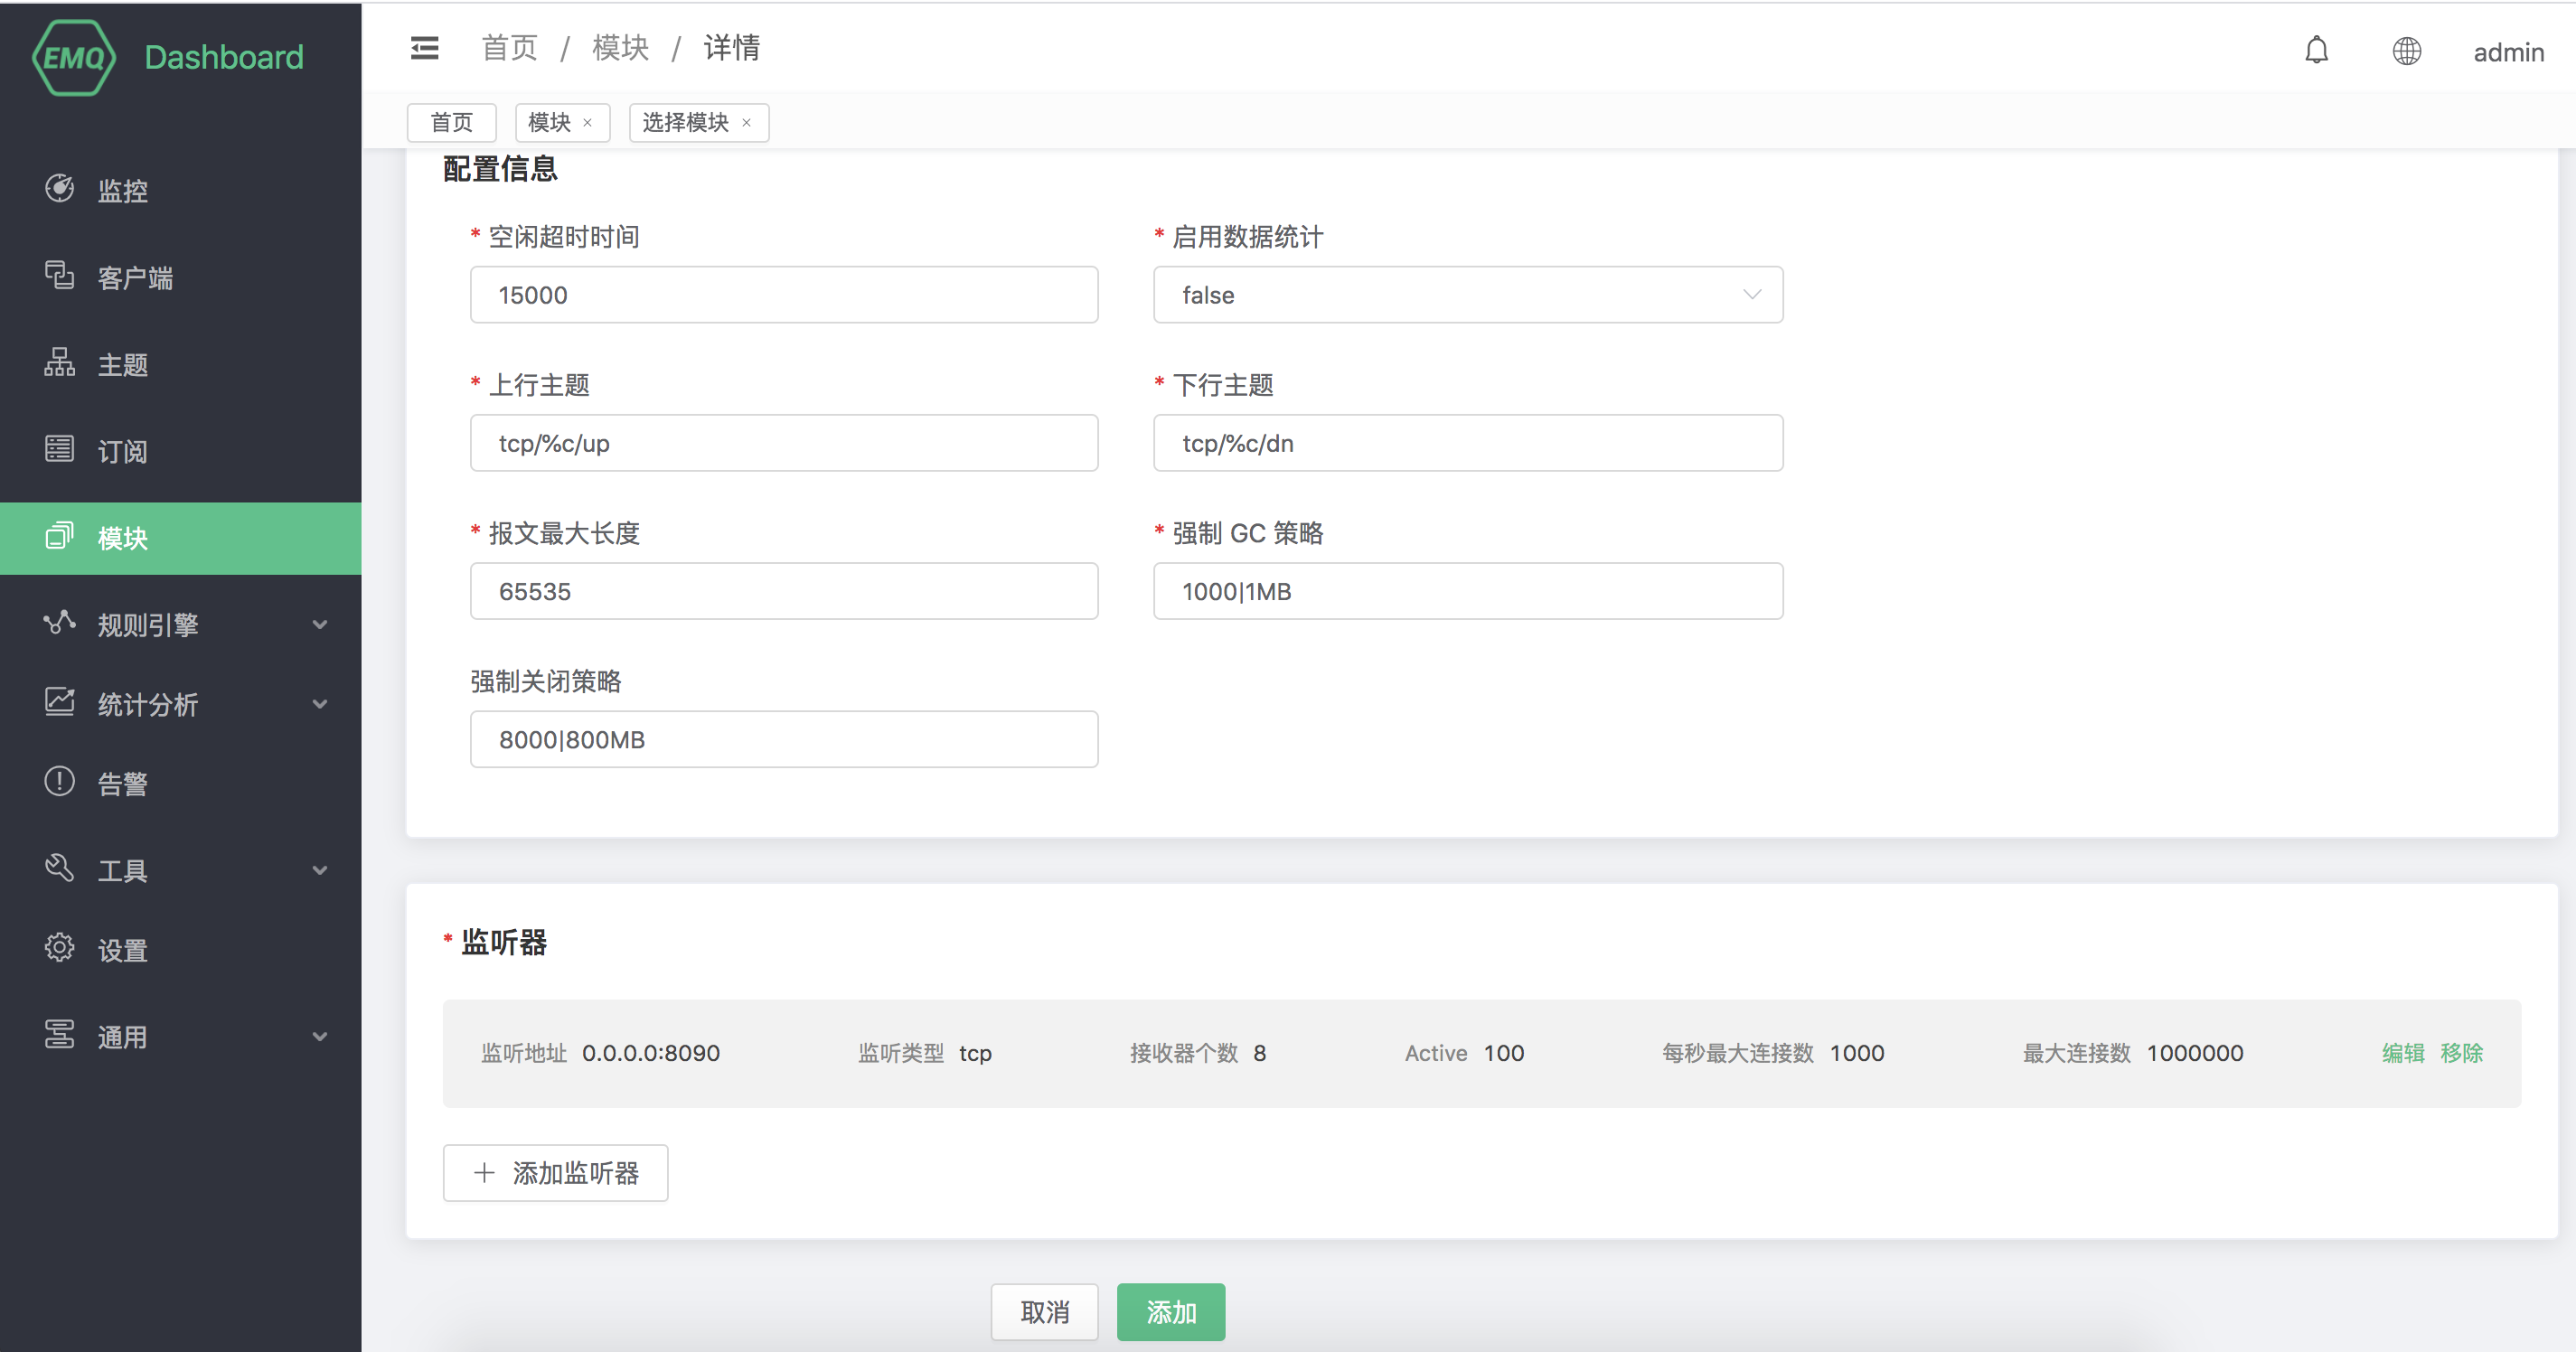 EMQ Dashboard
首页 / 模块 / 详情
admin
首页 模块 × 选择模块 ×
监控
客户端
主题
订阅
模块
规则引擎
统计分析
告警
工具
设置
通用
配置信息
* 空闲超时时间
15000
* 启用数据统计
false
* 上行主题
tcp/%c/up
* 下行主题
tcp/%c/dn
* 报文最大长度
65535
* 强制 GC 策略
1000|1MB
强制关闭策略
8000|800MB
* 监听器
监听地址 0.0.0.0:8090 监听类型 tcp 接收器个数 8 Active 100 每秒最大连接数 1000 最大连接数 1000000 编辑 移除
+ 添加监听器
取消 添加